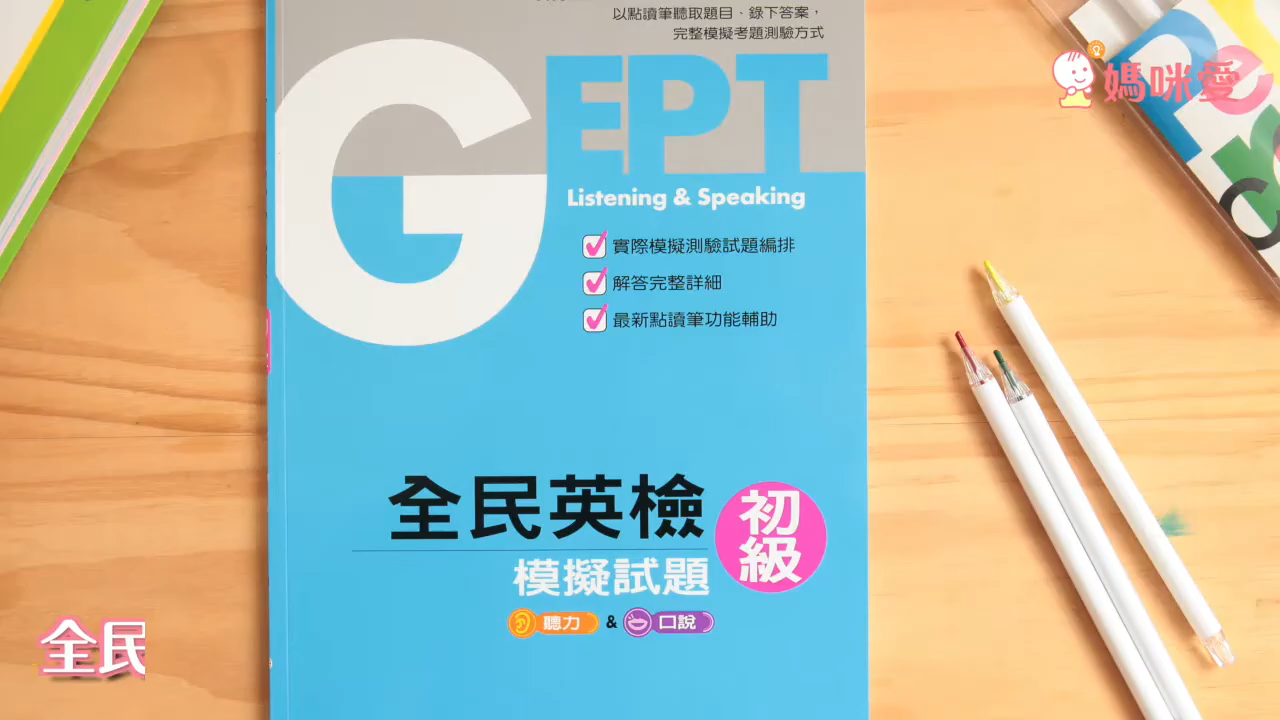 以點讀筆聽取題目、錄下答案，
完整模擬考題測驗方式
GEPT
Listening & Speaking
實際模擬測驗試題編排
解答完整詳細
最新點讀筆功能輔助
全民英檢
初級
模擬試題
聽力 & 口說
媽咪愛
全民